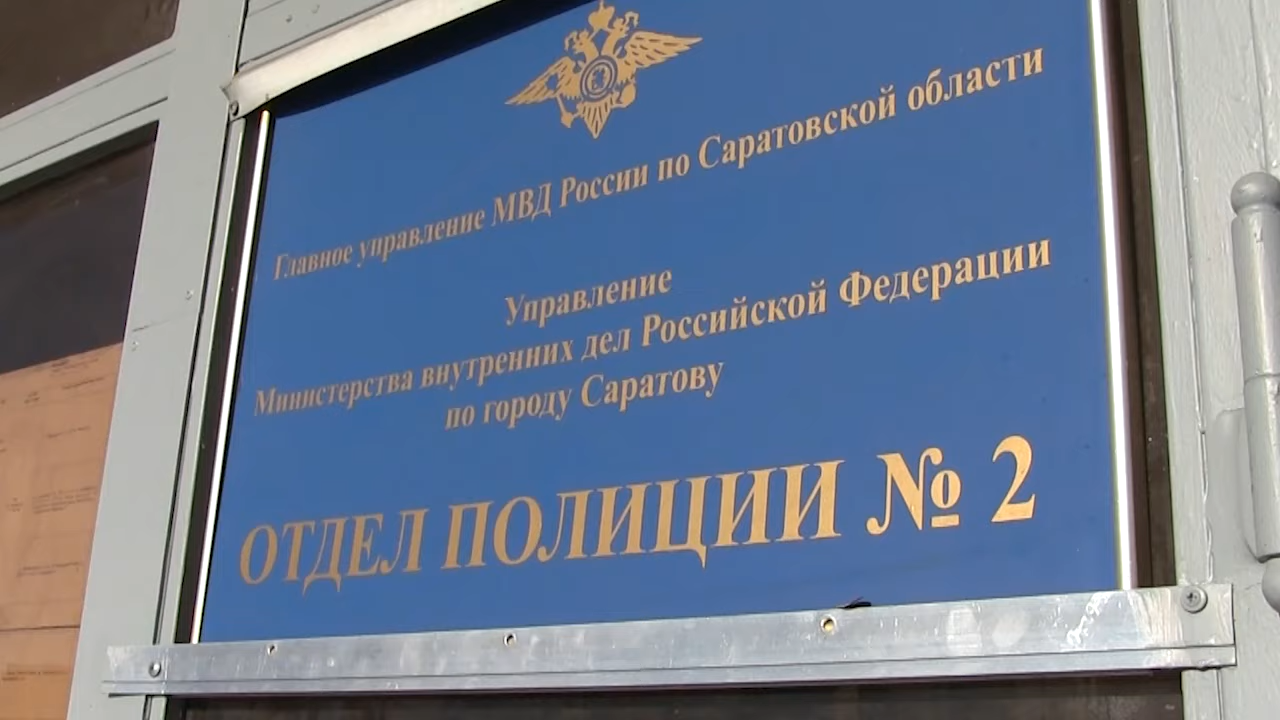 Главное управление МВД России по Саратовской области
Управление
Министерства внутренних дел Российской Федерации
по городу Саратову
ОТДЕЛ ПОЛИЦИИ № 2